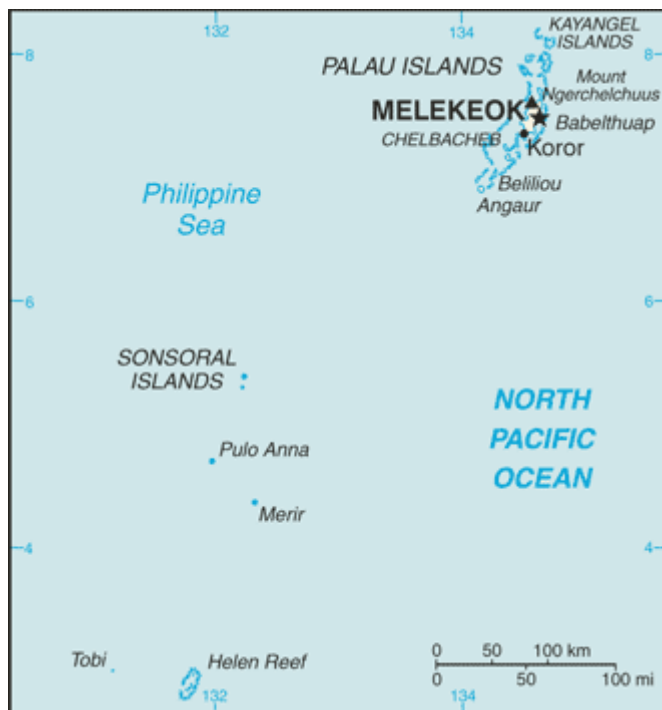 132
134
KAYANGEL
ISLANDS
8
PALAU ISLANDS
Mount
Ngerchelchuus
MELEKEOK
Babelthuap
CHELBACHEB
Koror
Beliliou
Angaur
Philippine
Sea
6
6
SONSORAL
ISLANDS
NORTH
PACIFIC
OCEAN
Pulo Anna
Merir
4
4
Tobi
Helen Reef
0 50 100 km
0 50 100 mi
132
134